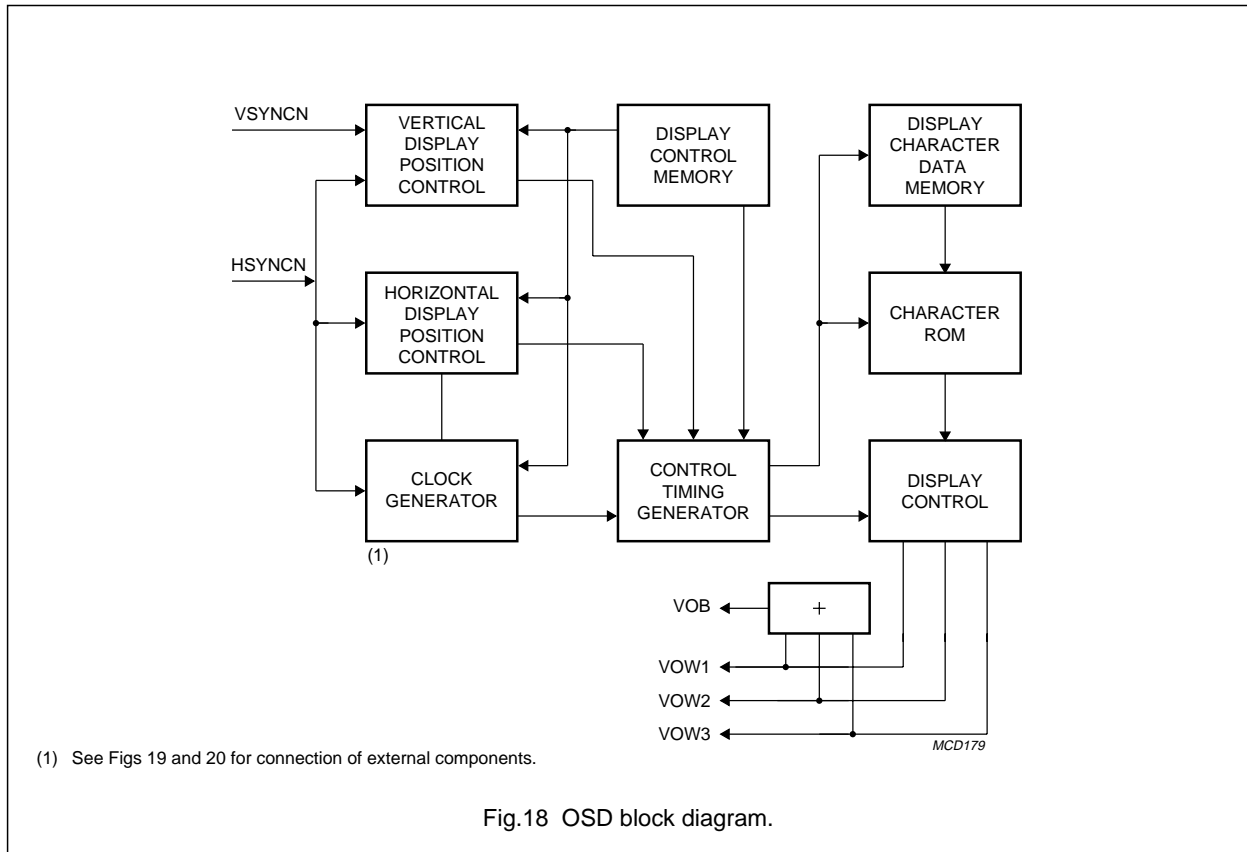 VSYNCN
VERTICAL
DISPLAY
POSITION
CONTROL
DISPLAY
CONTROL
MEMORY
DISPLAY
CHARACTER
DATA
MEMORY
HSYNCN
HORIZONTAL
DISPLAY
POSITION
CONTROL
CHARACTER
ROM
CLOCK
GENERATOR
(1)
CONTROL
TIMING
GENERATOR
DISPLAY
CONTROL
VOB
+
VOW1
VOW2
VOW3
MCD179
(1) See Figs 19 and 20 for connection of external components.
Fig.18 OSD block diagram.